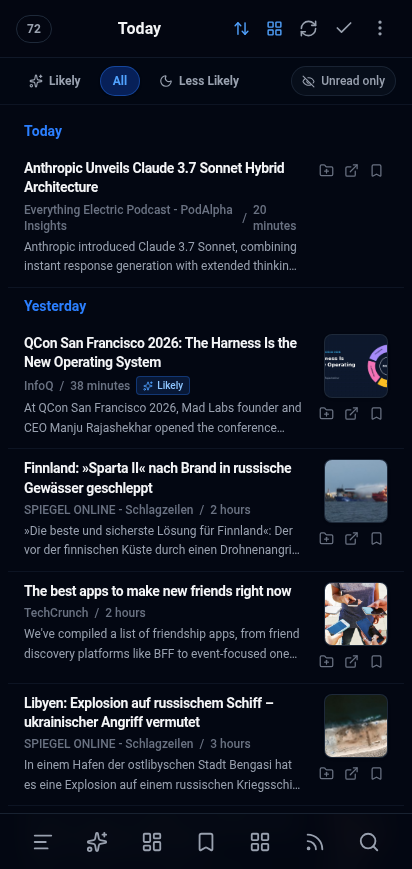 72
Today
Likely
All
Less Likely
Unread only
Today
Anthropic Unveils Claude 3.7 Sonnet Hybrid
Architecture
Everything Electric Podcast - PodAlpha
Insights / 20
minutes
Anthropic introduced Claude 3.7 Sonnet, combining
instant response generation with extended thinkin…
Yesterday
QCon San Francisco 2026: The Harness Is the
New Operating System
InfoQ / 38 minutes Likely
At QCon San Francisco 2026, Mad Labs founder and
CEO Manju Rajashekhar opened the conference…
ness Is
Operating
Finnland: »Sparta II« nach Brand in russische
Gewässer geschleppt
SPIEGEL ONLINE - Schlagzeilen / 2 hours
»Die beste und sicherste Lösung für Finnland«: Der
vor der finnischen Küste durch einen Drohnenangri…
The best apps to make new friends right now
TechCrunch / 2 hours
We've compiled a list of friendship apps, from friend
discovery platforms like BFF to event-focused one…
Libyen: Explosion auf russischem Schiff –
ukrainischer Angriff vermutet
SPIEGEL ONLINE - Schlagzeilen / 3 hours
In einem Hafen der ostlibyschen Stadt Bengasi hat
es eine Explosion auf einem russischen Kriegsschi…